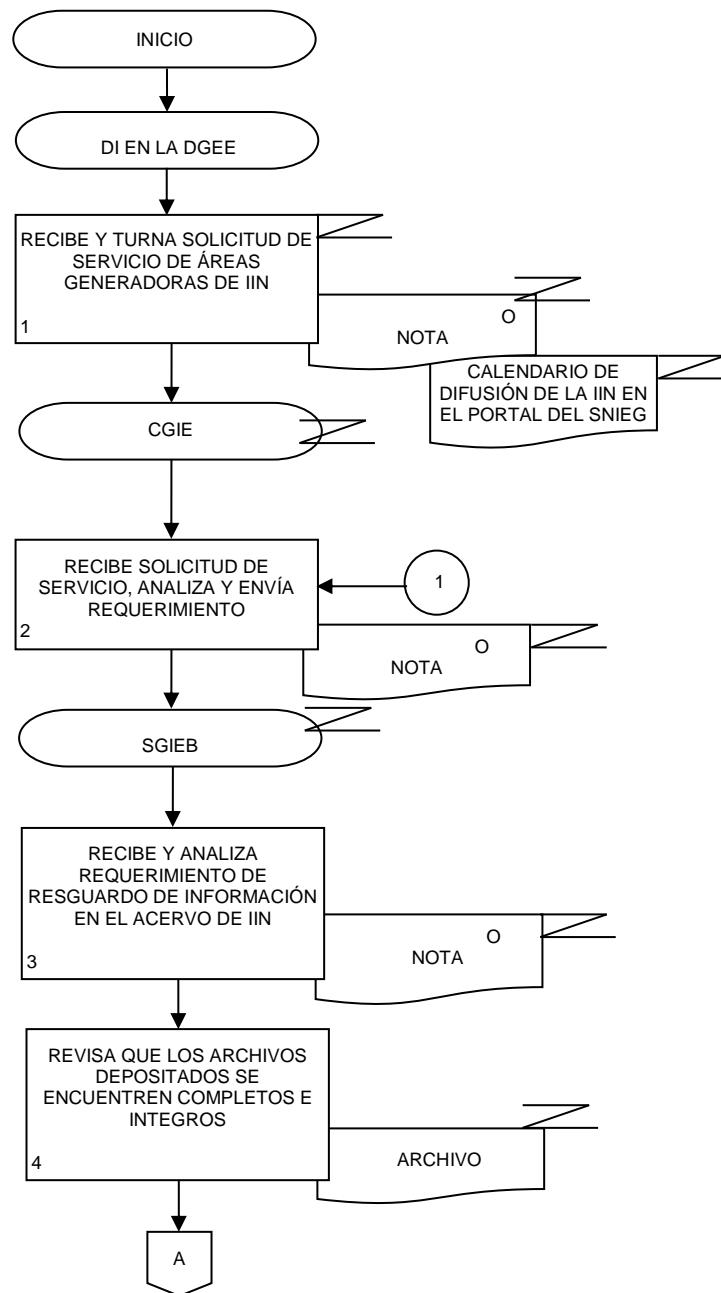 INICIO
DI EN LA DGEE
RECIBE Y TURNA SOLICITUD DE
SERVICIO DE ÁREAS
GENERADORAS DE IIN
1
O
NOTA
CALENDARIO DE
DIFUSIÓN DE LA IIN EN
EL PORTAL DEL SNIEG
CGIE
RECIBE SOLICITUD DE
SERVICIO, ANALIZA Y ENVÍA
REQUERIMIENTO
2
1
O
NOTA
SGIEB
RECIBE Y ANALIZA
REQUERIMIENTO DE
RESGUARDO DE INFORMACIÓN
EN EL ACERVO DE IIN
3
O
NOTA
REVISA QUE LOS ARCHIVOS
DEPOSITADOS SE
ENCUENTREN COMPLETOS E
INTEGROS
4
ARCHIVO
A